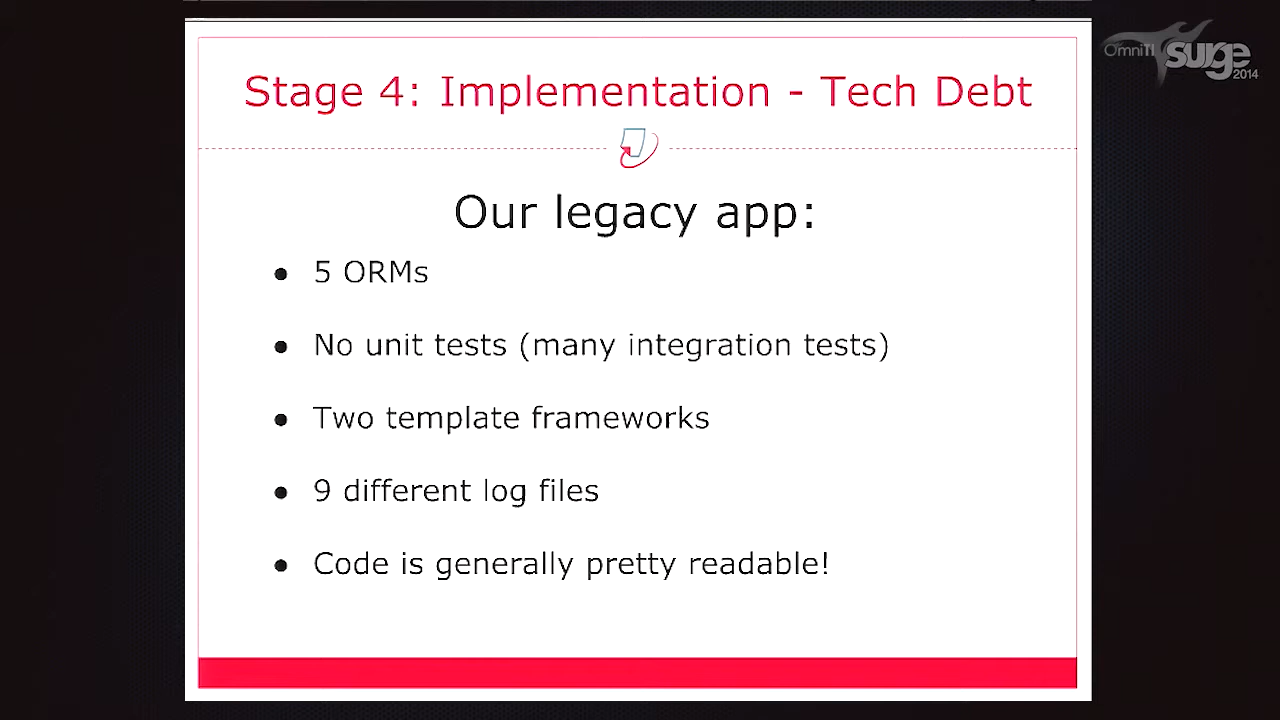 OmniTI surge 2014
Stage 4: Implementation - Tech Debt
Our legacy app:
● 5 ORMs
● No unit tests (many integration tests)
● Two template frameworks
● 9 different log files
● Code is generally pretty readable!